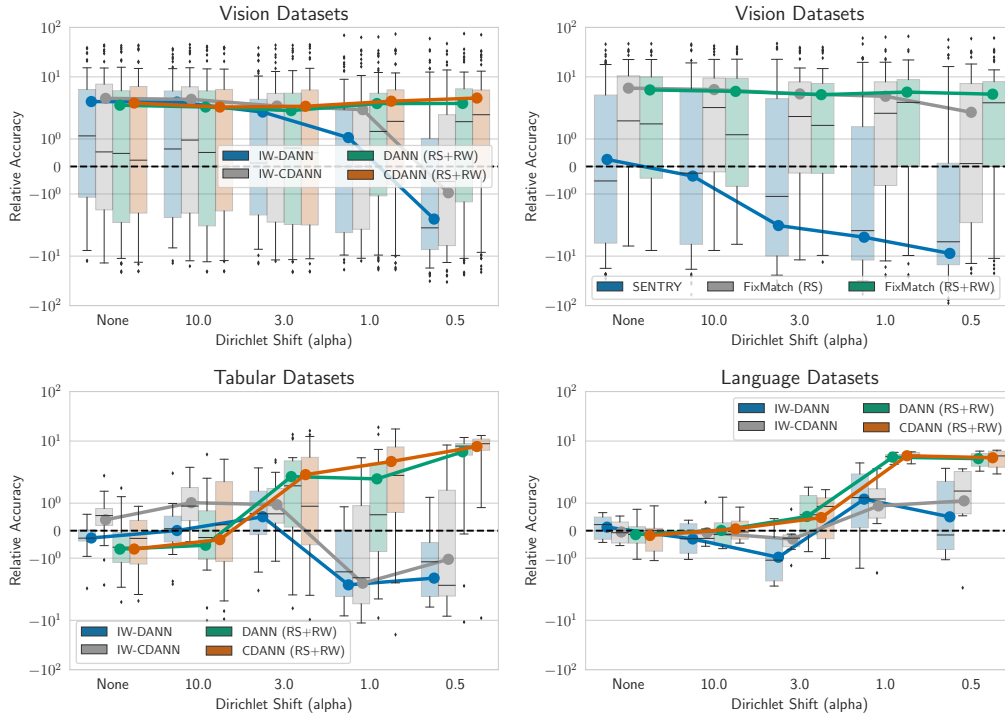 Vision Datasets
Relative Accuracy
10²
10¹
10⁰
0
−10⁰
−10¹
−10²
IW-DANN
IW-CDANN
DANN (RS+RW)
CDANN (RS+RW)
None 10.0 3.0 1.0 0.5
Dirichlet Shift (alpha)
Vision Datasets
Relative Accuracy
10²
10¹
10⁰
0
−10⁰
−10¹
−10²
SENTRY FixMatch (RS) FixMatch (RS+RW)
None 10.0 3.0 1.0 0.5
Dirichlet Shift (alpha)
Tabular Datasets
Relative Accuracy
10²
10¹
10⁰
0
−10⁰
−10¹
−10²
IW-DANN
IW-CDANN
DANN (RS+RW)
CDANN (RS+RW)
None 10.0 3.0 1.0 0.5
Dirichlet Shift (alpha)
Language Datasets
Relative Accuracy
10²
10¹
10⁰
0
−10⁰
−10¹
−10²
IW-DANN
IW-CDANN
DANN (RS+RW)
CDANN (RS+RW)
None 10.0 3.0 1.0 0.5
Dirichlet Shift (alpha)